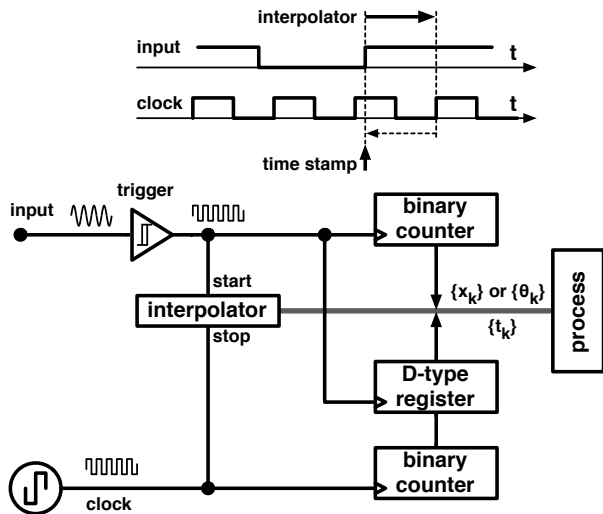 interpolator
input
t
clock
t
time stamp
trigger
input
binary
counter
start
interpolator
stop
{x_k} or {θ_k}
{t_k}
process
D-type
register
binary
counter
clock